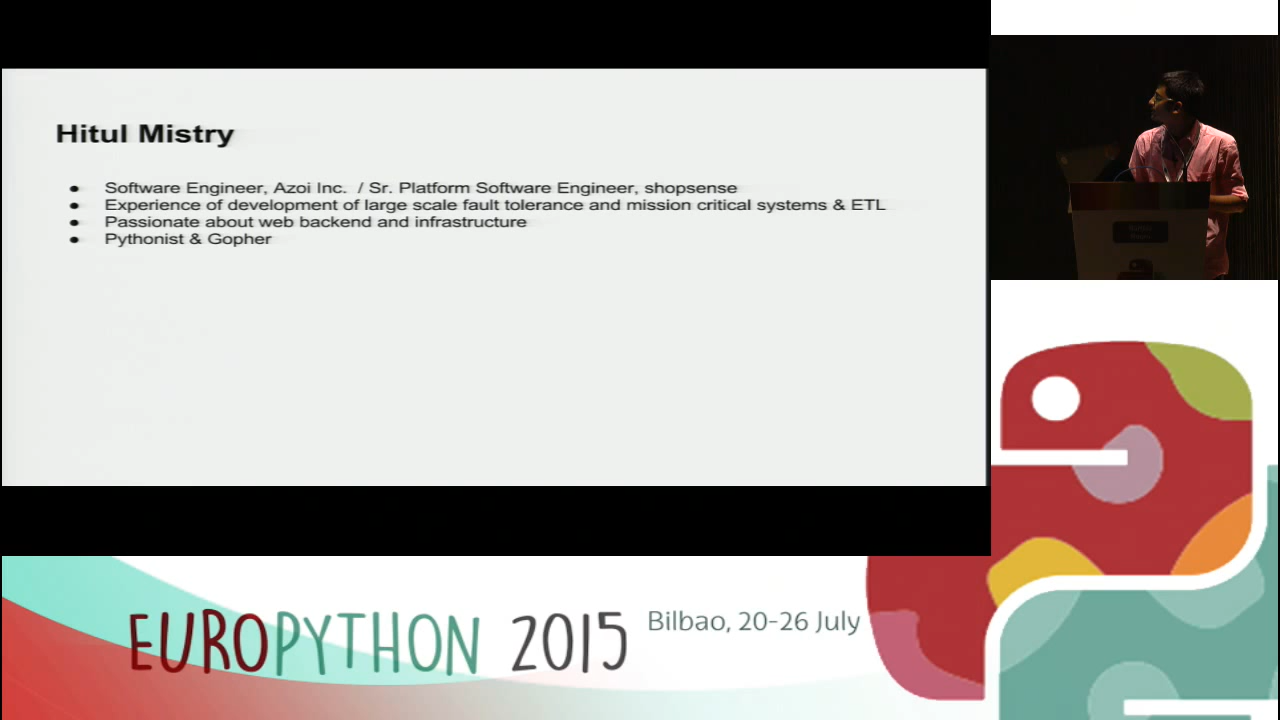 Hitul Mistry
● Software Engineer, Azoi Inc. / Sr. Platform Software Engineer, shopsense
● Experience of development of large scale fault tolerance and mission critical systems & ETL
● Passionate about web backend and infrastructure
● Pythonist & Gopher
EUROPYTHON 2015
Bilbao, 20-26 July